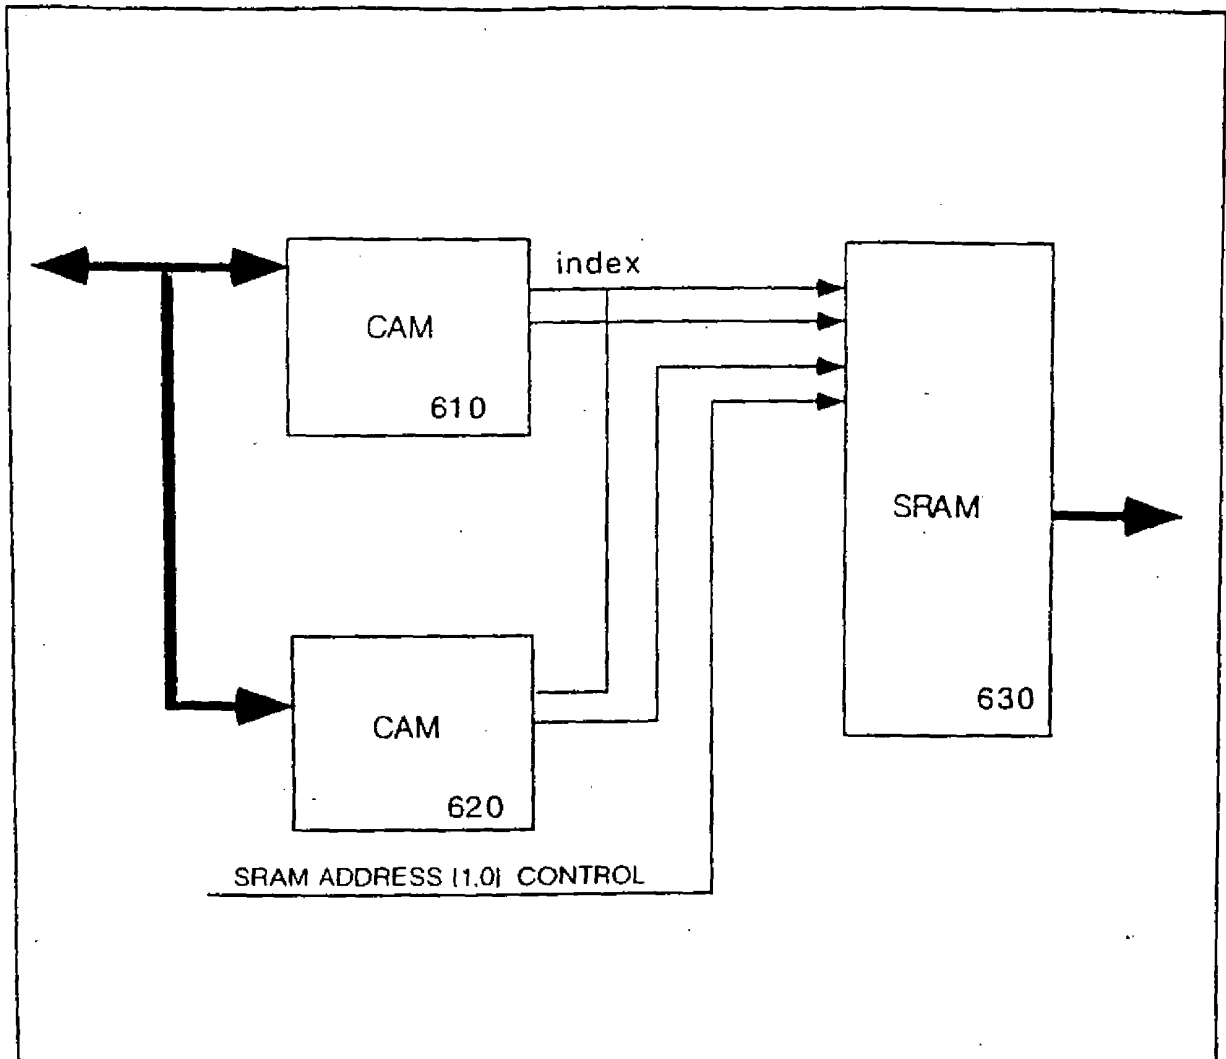 index
CAM
610
SRAM
630
CAM
620
SRAM ADDRESS [1,0] CONTROL